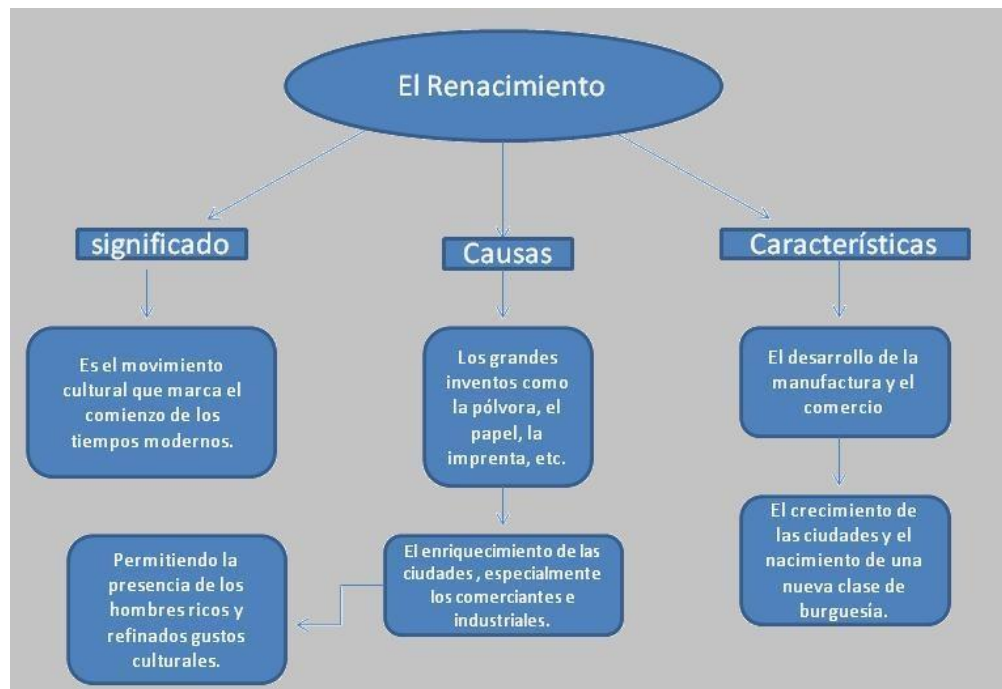 El Renacimiento
significado
Causas
Característícas
Es el movimiento
cultural que marca el
comienzo de los
tiempos modernos.
Los grandes
inventos como
la pólvora, el
papel, la
imprenta, etc.
El desarrollo de la
manufactura y el
comercio
Permitiendo la
presencia de los
hombres ricos y
refinados gustos
culturales.
El enriquecimiento de las
ciudades , especialmente
los comerciantes e
industriales.
El crecimiento de
las ciudades y el
nacimiento de una
nueva clase de
burguesía.